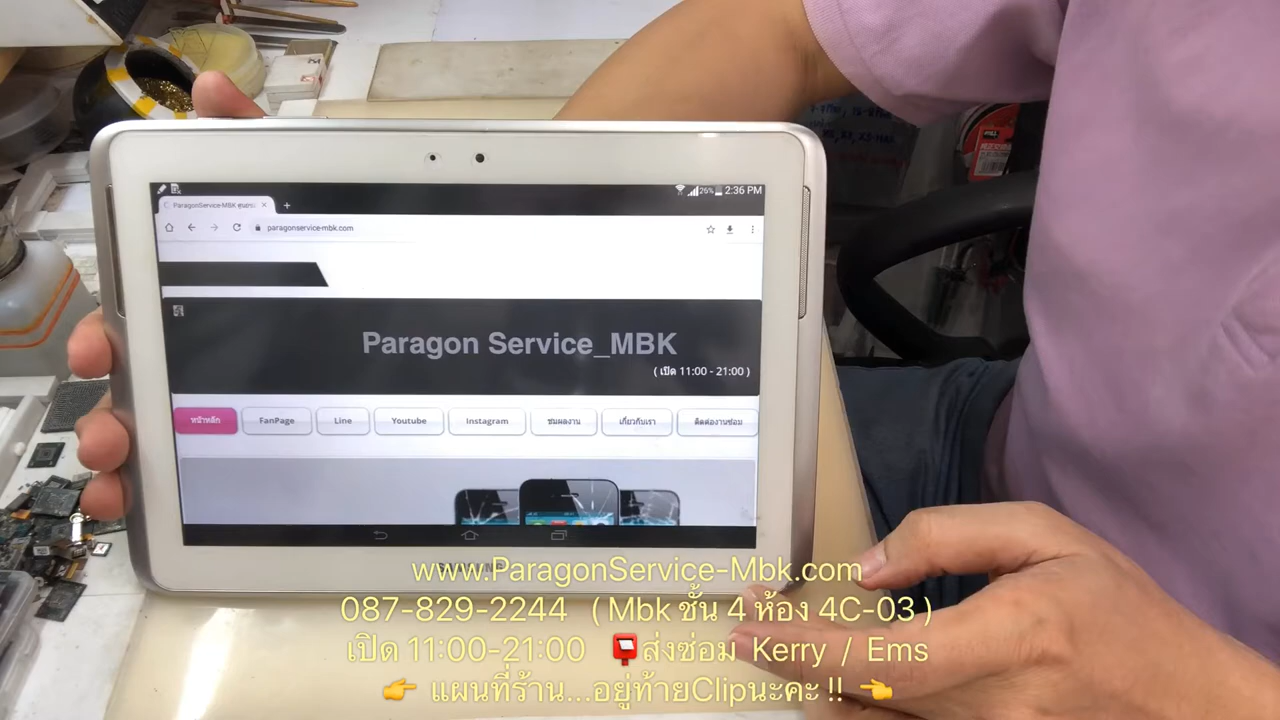 26% 2:36 PM
ParagonService-MBK
paragonservice-mbk.com
Paragon Service_MBK
( เปิด 11:00 - 21:00 )
หน้าหลัก FanPage Line Youtube Instagram ชมผลงาน เกี่ยวกับเรา ติดต่องานซ่อม
www.ParagonService-Mbk.com
087-829-2244 ( Mbk ชั้น 4 ห้อง 4C-03 )
เปิด 11:00-21:00 📮ส่งซ่อม Kerry / Ems
👉 แผนที่ร้าน...อยู่ท้ายClipนะคะ !! 👈